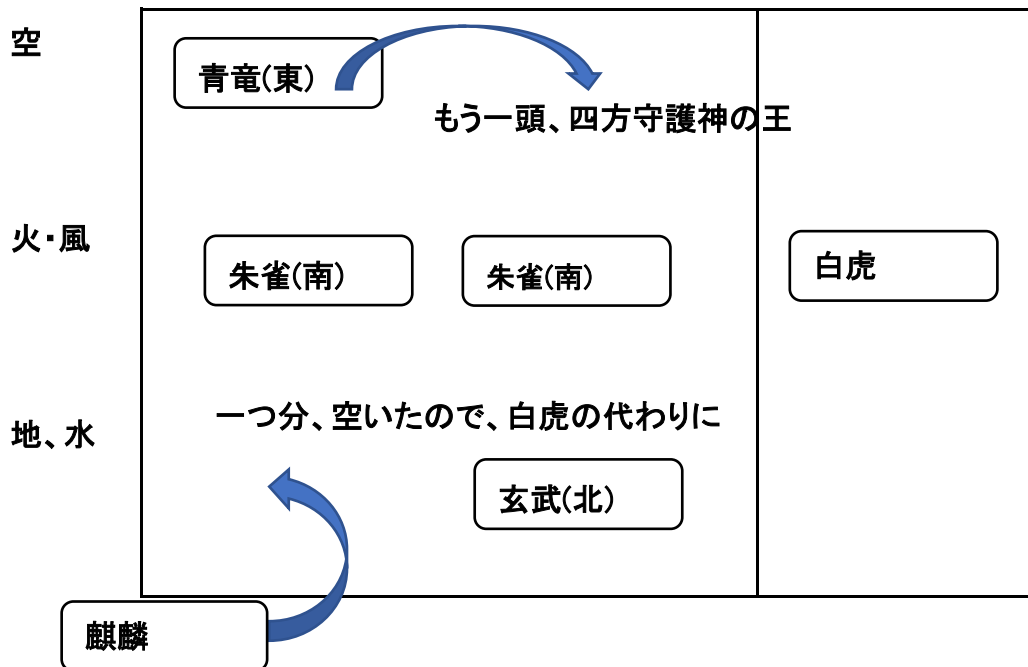 空
青竜(東)
もう一頭、四方守護神の王
火・風
朱雀(南)
朱雀(南)
白虎
一つ分、空いたので、白虎の代わりに
地、水
玄武(北)
麒麟